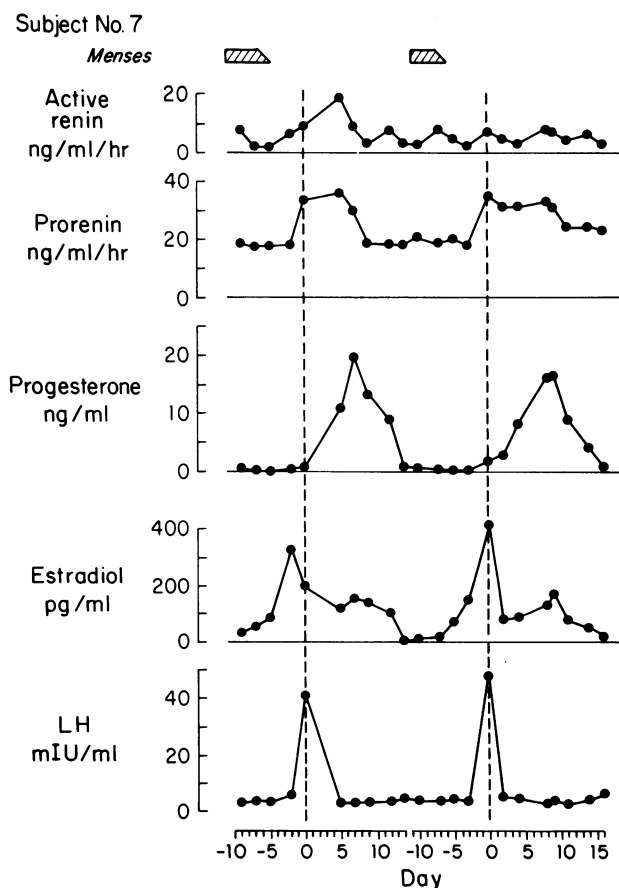 Subject No. 7
Menses
Active
renin
ng/ml/hr
20
0
Prorenin
ng/ml/hr
40
20
0
Progesterone
ng/ml
20
10
0
Estradiol
pg/ml
400
200
0
LH
mIU/ml
40
20
0
-10 -5 0 5 10 -10 -5 0 5 10 15
Day